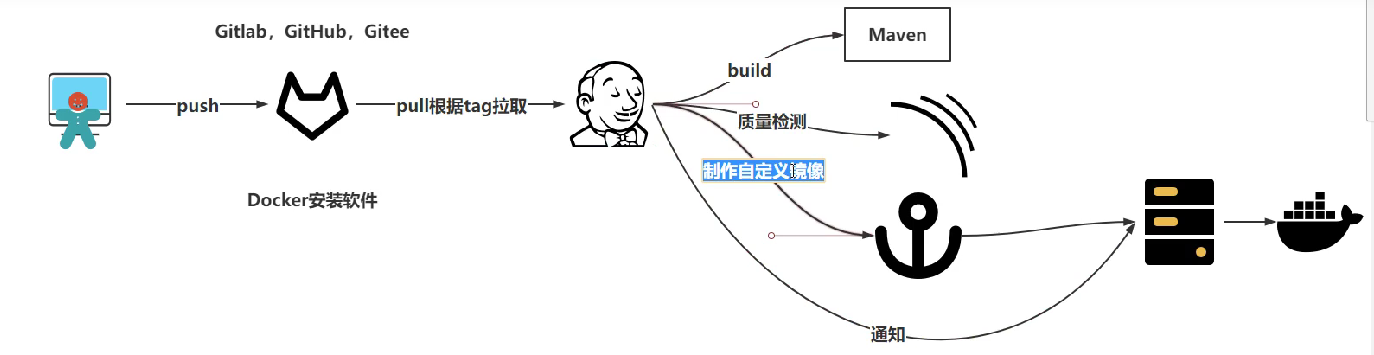 Gitlab，GitHub，Gitee
push
pull根据tag拉取
build
Maven
质量检测
制作自定义镜像
Docker安装软件
通知